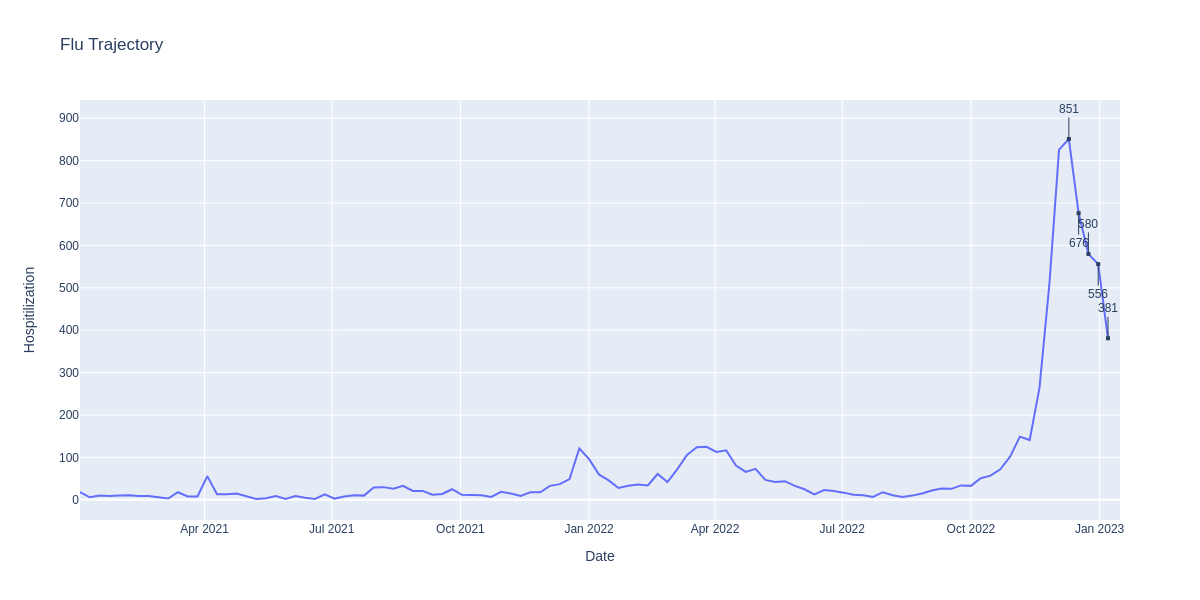 Flu Trajectory
900
800
700
600
500
400
300
200
100
0
Hospitilization
851
580
676
556
381
Apr 2021
Jul 2021
Oct 2021
Jan 2022
Apr 2022
Jul 2022
Oct 2022
Jan 2023
Date